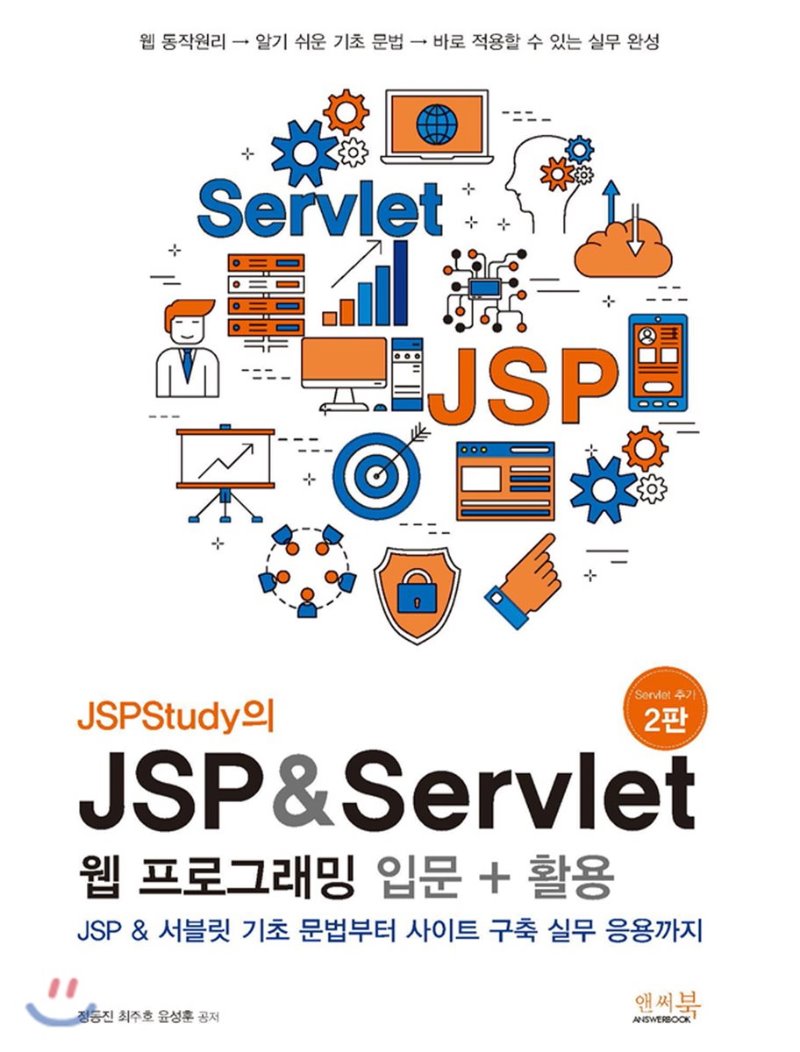 웹 동작원리 → 알기 쉬운 기초 문법 → 바로 적용할 수 있는 실무 완성
Servlet
JSP
JSPStudy의
Servlet 추가
2판
JSP&Servlet
웹 프로그래밍 입문 + 활용
JSP & 서블릿 기초 문법부터 사이트 구축 실무 응용까지
정동진 최주호 윤성훈 공저
앤써북
ANSWERBOOK